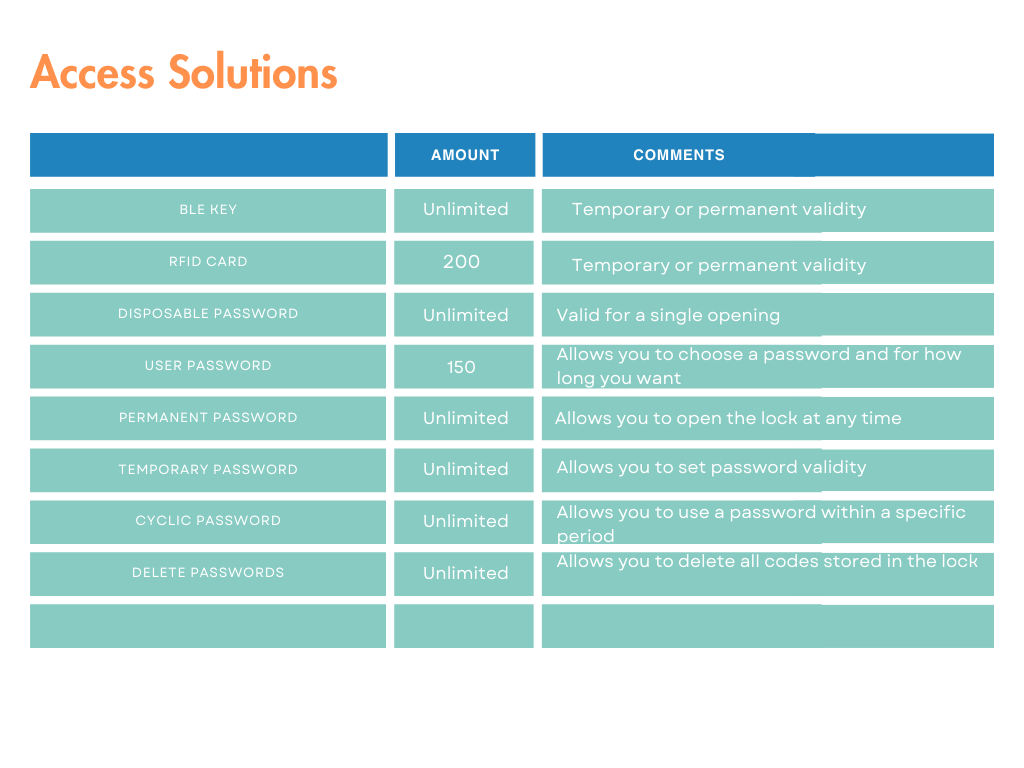 Access Solutions
AMOUNT COMMENTS
BLE KEY Unlimited Temporary or permanent validity
RFID CARD 200 Temporary or permanent validity
DISPOSABLE PASSWORD Unlimited Valid for a single opening
USER PASSWORD 150 Allows you to choose a password and for how
long you want
PERMANENT PASSWORD Unlimited Allows you to open the lock at any time
TEMPORARY PASSWORD Unlimited Allows you to set password validity
CYCLIC PASSWORD Unlimited Allows you to use a password within a specific
period
DELETE PASSWORDS Unlimited Allows you to delete all codes stored in the lock